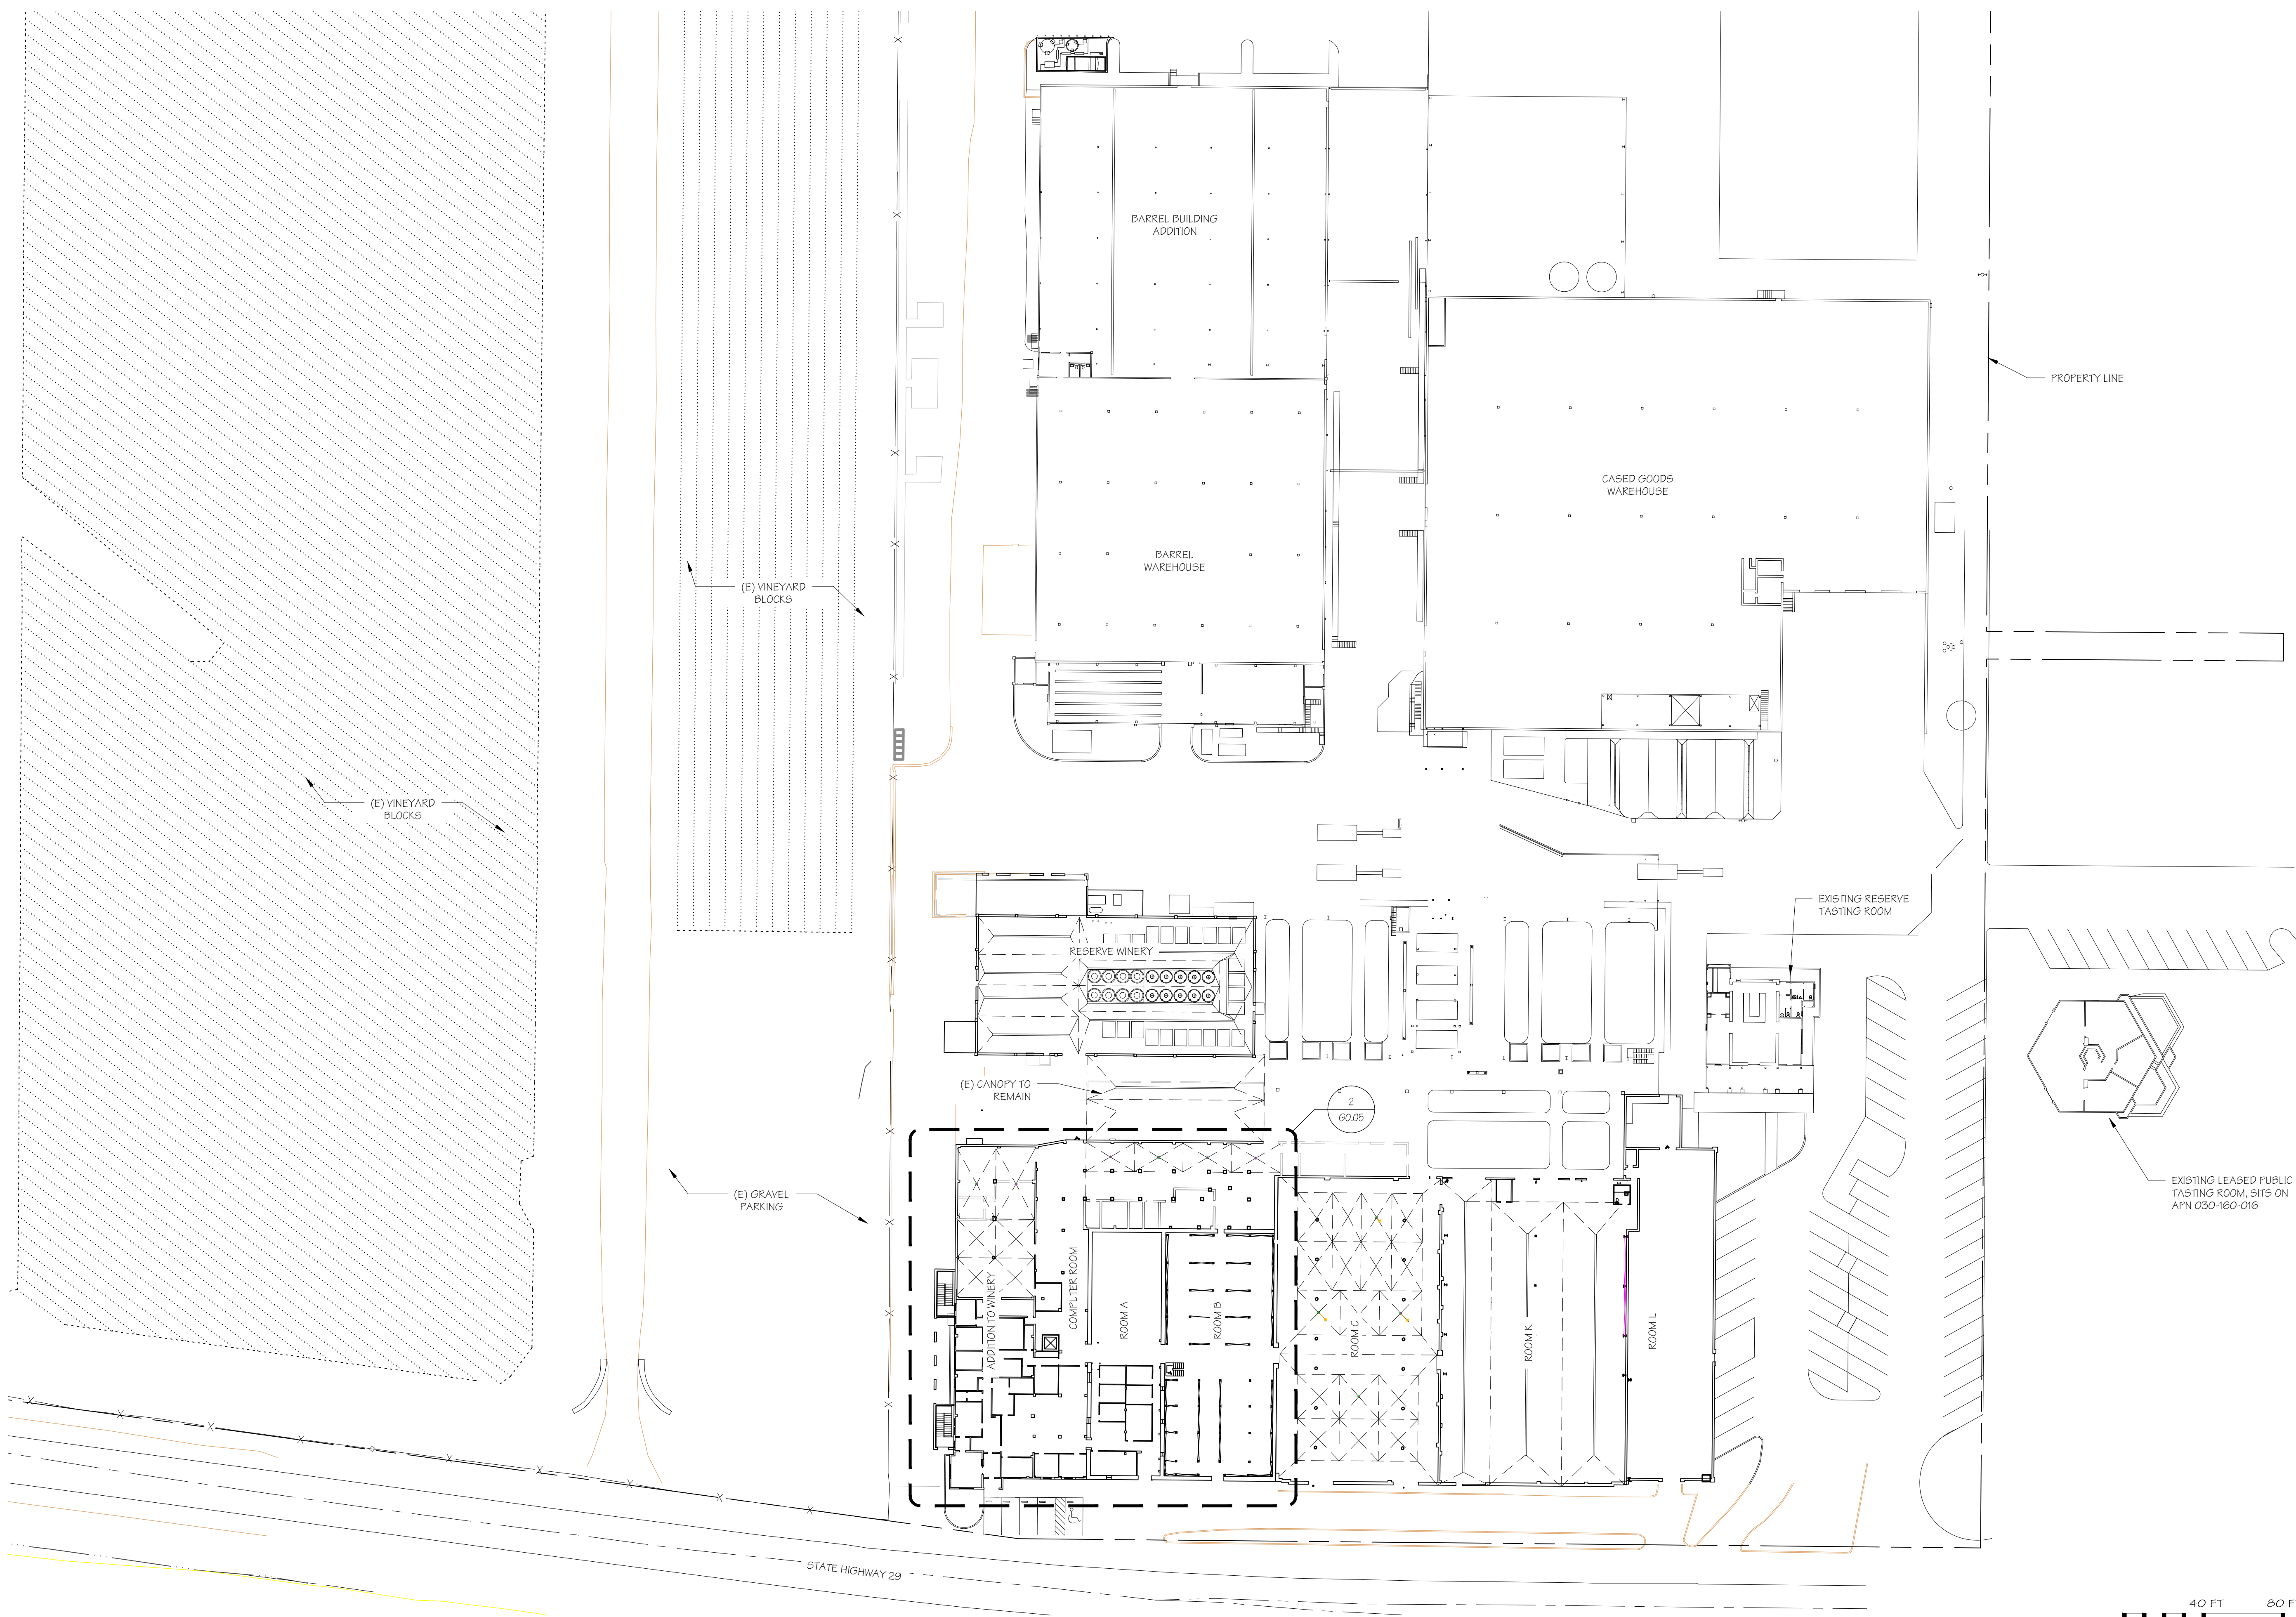 BARREL BUILDING
ADDITION
PROPERTY LINE
CASED GOODS
WAREHOUSE
BARREL
WAREHOUSE
(E) VINEYARD
BLOCKS
(E) VINEYARD
BLOCKS
EXISTING RESERVE
TASTING ROOM
RESERVE WINERY
(E) CANOPY TO
REMAIN
2
G0.05
(E) GRAVEL
PARKING
EXISTING LEASED PUBLIC
TASTING ROOM, SITS ON
APN 030-160-016
ADDITION TO WINERY
COMPUTER ROOM
ROOM A
ROOM B
ROOM C
ROOM K
ROOM L
STATE HIGHWAY 29
40 FT
80 F